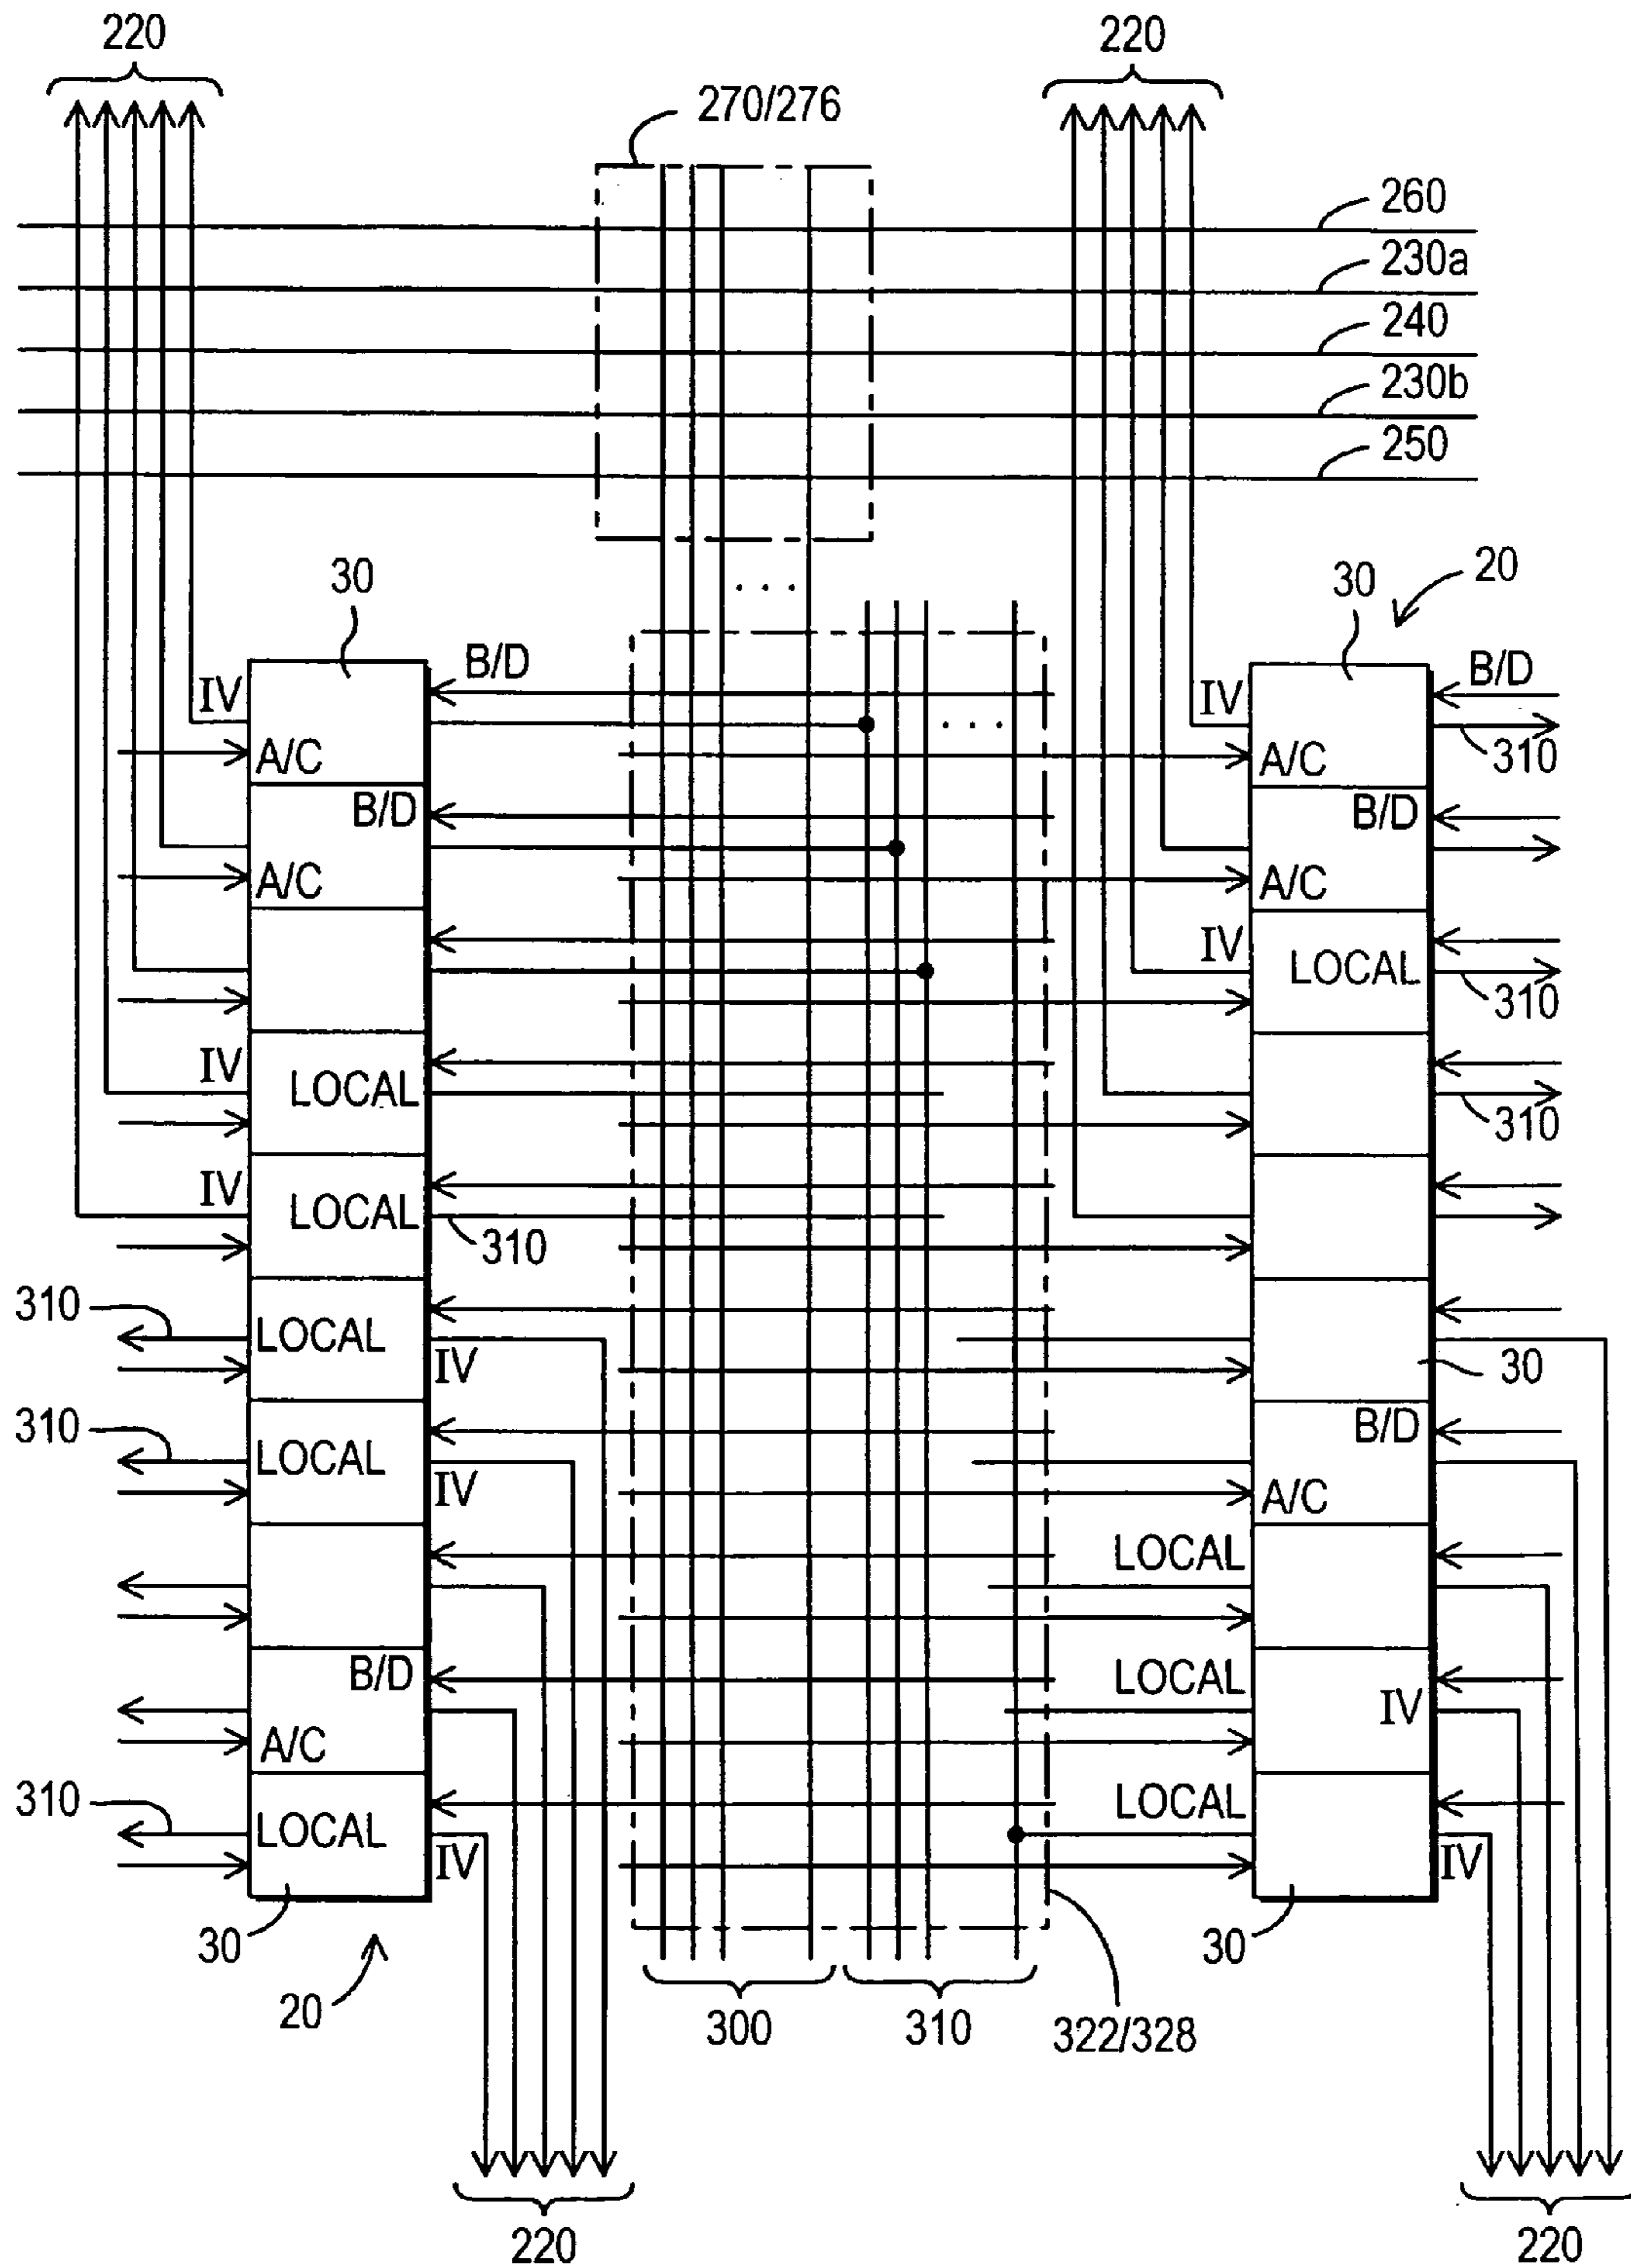 220 220
270/276
260
230a
240
230b
250
30 30 20
B/D B/D
IV IV
310
A/C A/C
B/D B/D
A/C A/C
IV
LOCAL
310
IV
LOCAL
310
IV
LOCAL
310
310
LOCAL
IV
30
310
B/D
LOCAL
IV
A/C
LOCAL
B/D
LOCAL
IV
A/C
310
LOCAL
LOCAL
IV IV
30 30
20
300 310 322/328
220 220